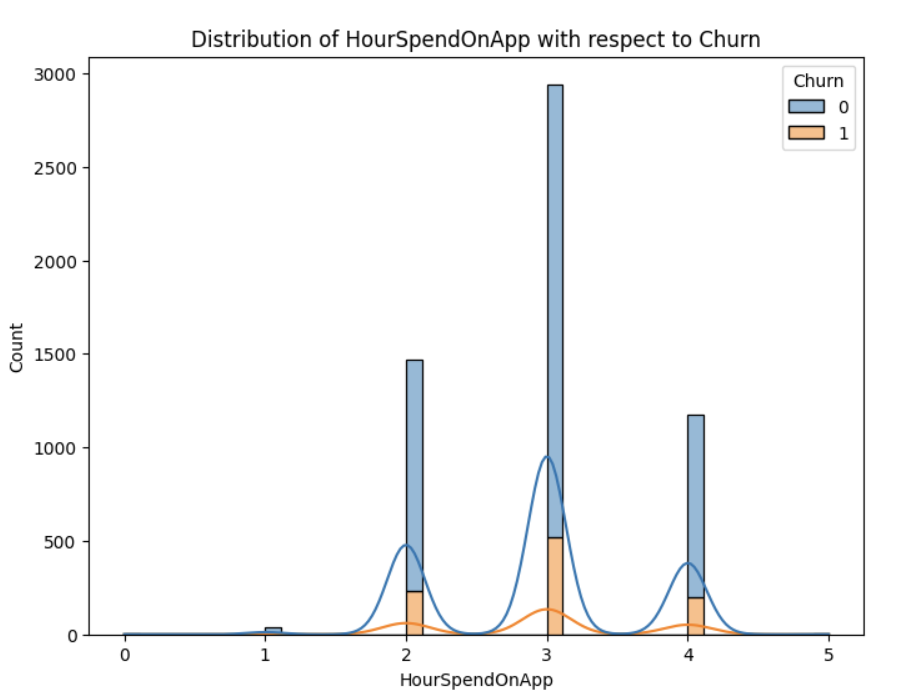 Distribution of HourSpendOnApp with respect to Churn
Churn
0
1
3000
2500
2000
1500
1000
500
0
Count
0 1 2 3 4 5
HourSpendOnApp